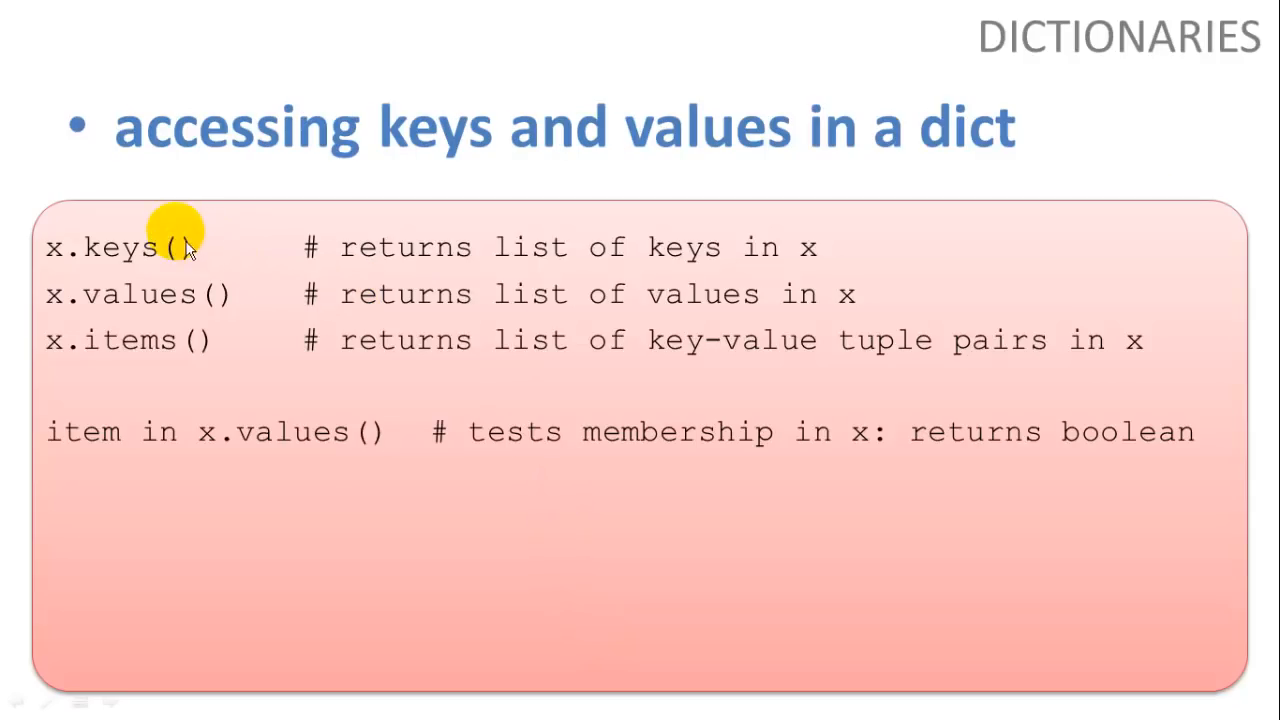 DICTIONARIES
• accessing keys and values in a dict
x.keys() # returns list of keys in x
x.values() # returns list of values in x
x.items() # returns list of key-value tuple pairs in x
item in x.values() # tests membership in x: returns boolean